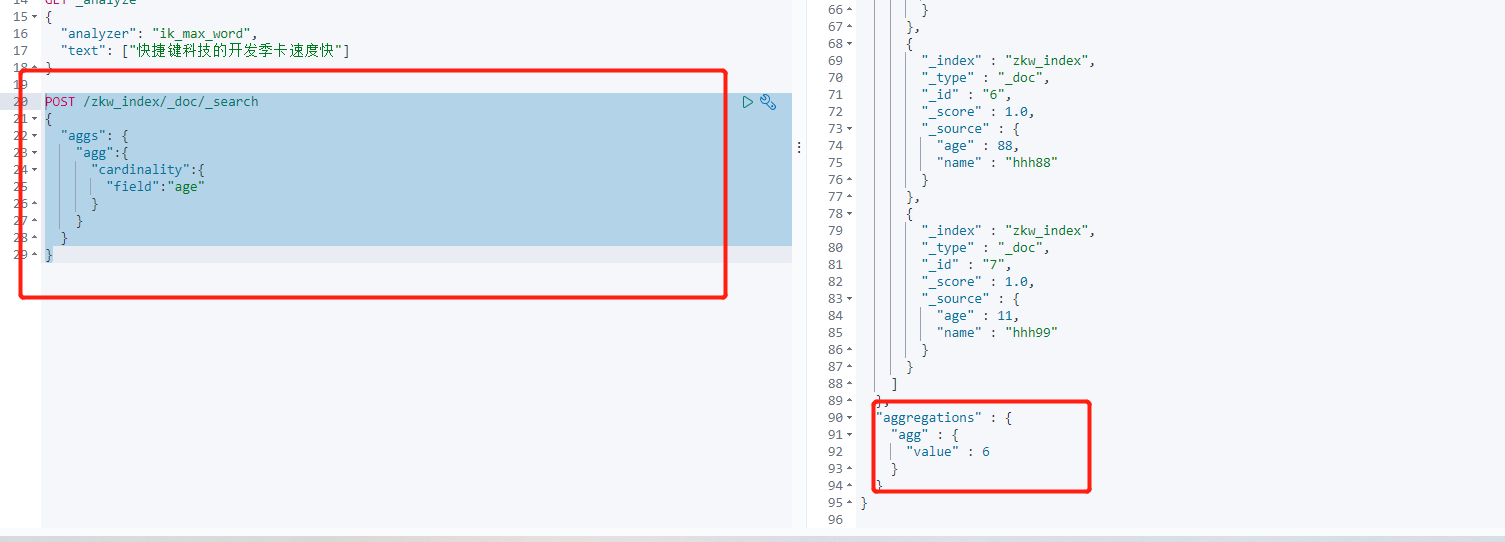 14 GET _analyze
15 {
16 "analyzer": "ik_max_word",
17 "text": ["快捷键科技的开发季卡速度快"]
18 }
19
20 POST /zkw_index/_doc/_search
21 {
22 "aggs": {
23 "agg":{
24 "cardinality":{
25 "field":"age"
26 }
27 }
28 }
29 }
66 }
67 },
68 {
69 "_index" : "zkw_index",
70 "_type" : "_doc",
71 "_id" : "6",
72 "_score" : 1.0,
73 "_source" : {
74 "age" : 88,
75 "name" : "hhh88"
76 }
77 },
78 {
79 "_index" : "zkw_index",
80 "_type" : "_doc",
81 "_id" : "7",
82 "_score" : 1.0,
83 "_source" : {
84 "age" : 11,
85 "name" : "hhh99"
86 }
87 }
88 ]
89 },
90 "aggregations" : {
91 "agg" : {
92 "value" : 6
93 }
94 }
95 }
96